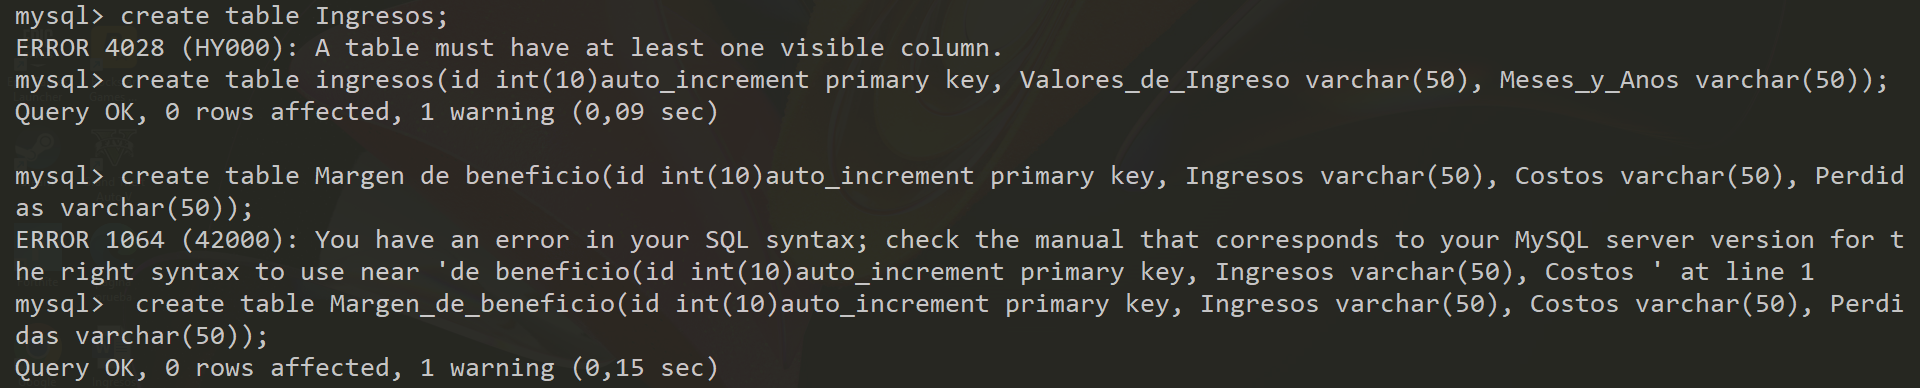 mysql> create table Ingresos;
ERROR 4028 (HY000): A table must have at least one visible column.
mysql> create table ingresos(id int(10)auto_increment primary key, Valores_de_Ingreso varchar(50), Meses_y_Anos varchar(50));
Query OK, 0 rows affected, 1 warning (0,09 sec)
mysql> create table Margen de beneficio(id int(10)auto_increment primary key, Ingresos varchar(50), Costos varchar(50), Perdid
as varchar(50));
ERROR 1064 (42000): You have an error in your SQL syntax; check the manual that corresponds to your MySQL server version for t
he right syntax to use near 'de beneficio(id int(10)auto_increment primary key, Ingresos varchar(50), Costos ' at line 1
mysql>  create table Margen_de_beneficio(id int(10)auto_increment primary key, Ingresos varchar(50), Costos varchar(50), Perdi
das varchar(50));
Query OK, 0 rows affected, 1 warning (0,15 sec)